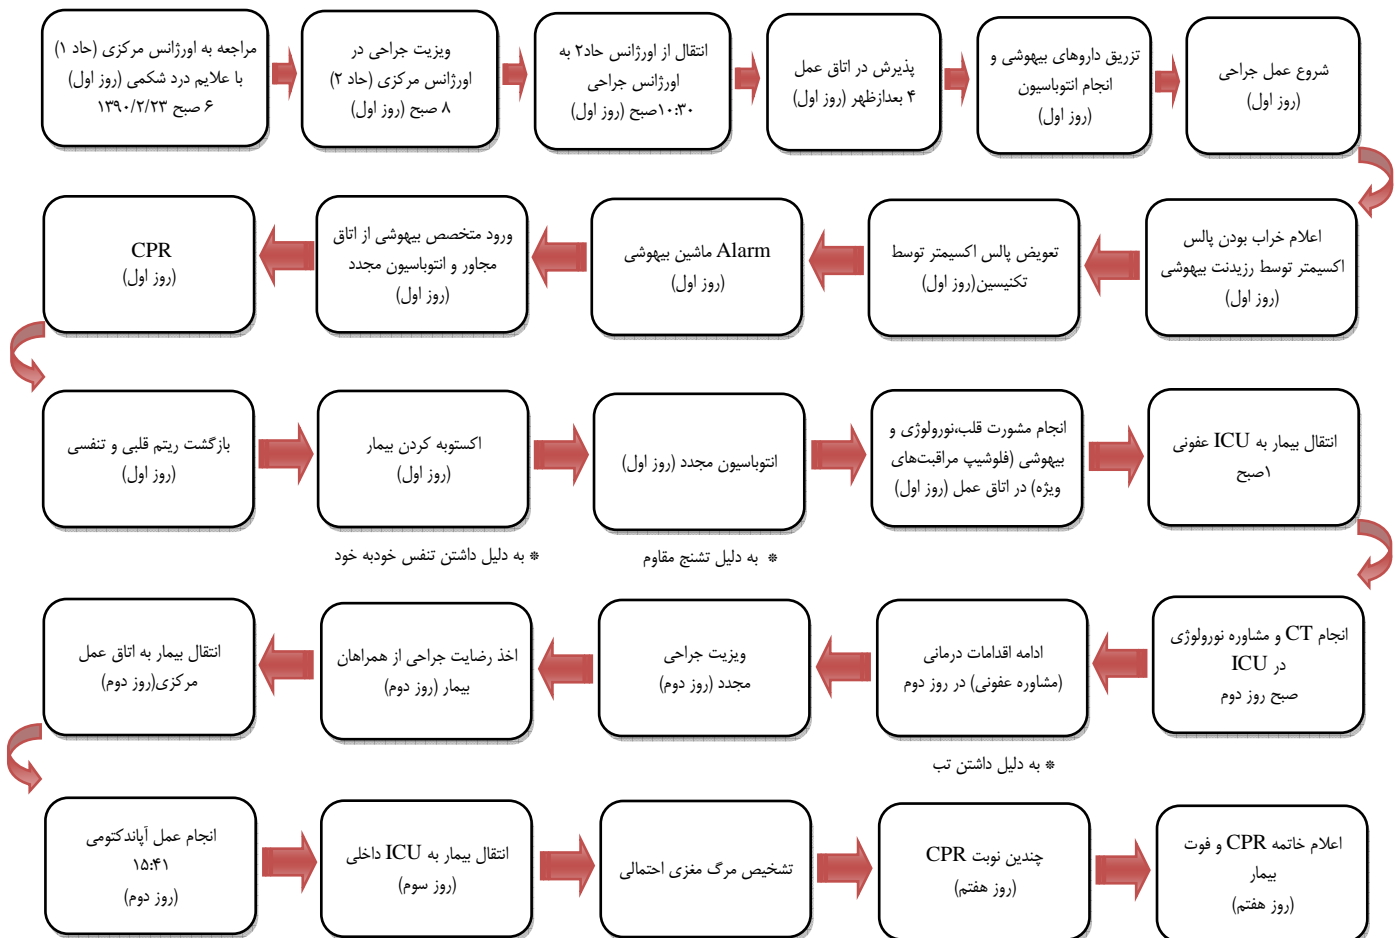 مراجعه به اورژانس مرکزی (حاد ۱)
با علایم درد شکمی (روز اول)
۶ صبح ۱۳۹۰/۲/۲۳
ویزیت جراحی در
اورژانس مرکزی (حاد ۲)
۸ صبح (روز اول)
انتقال از اورژانس حاد۲ به
اورژانس جراحی
۱۰:۳۰صبح (روز اول)
پذیرش در اتاق عمل
۴ بعدازظهر (روز اول)
تزریق داروهای بیهوشی و
انجام انتوباسیون
(روز اول)
شروع عمل جراحی
(روز اول)
اعلام خراب بودن پالس
اکسیمتر توسط رزیدنت بیهوشی
(روز اول)
تعویض پالس اکسیمتر توسط
تکنیسین(روز اول)
Alarm ماشین بیهوشی
(روز اول)
ورود متخصص بیهوشی از اتاق
مجاور و انتوباسیون مجدد
(روز اول)
CPR
(روز اول)
بازگشت ریتم قلبی و تنفسی
(روز اول)
اکستوبه کردن بیمار
(روز اول)
* به دلیل داشتن تنفس خودبه خود
انتوباسیون مجدد (روز اول)
* به دلیل تشنج مقاوم
انجام مشورت قلب،نورولوژی و
بیهوشی (فلوشیپ مراقبت‌های
ویژه) در اتاق عمل (روز اول)
انتقال بیمار به ICU عفونی
۱صبح
انجام CT و مشاوره نورولوژی
در ICU
صبح روز دوم
ادامه اقدامات درمانی
(مشاوره عفونی) در روز دوم
* به دلیل داشتن تب
ویزیت جراحی
مجدد (روز دوم)
اخذ رضایت جراحی از همراهان
بیمار (روز دوم)
انتقال بیمار به اتاق عمل
مرکزی(روز دوم)
انجام عمل آپاندکتومی
۱۵:۴۱
(روز دوم)
انتقال بیمار به ICU داخلی
(روز سوم)
تشخیص مرگ مغزی احتمالی
چندین نوبت CPR
(روز هفتم)
اعلام خاتمه CPR و فوت
بیمار
(روز هفتم)